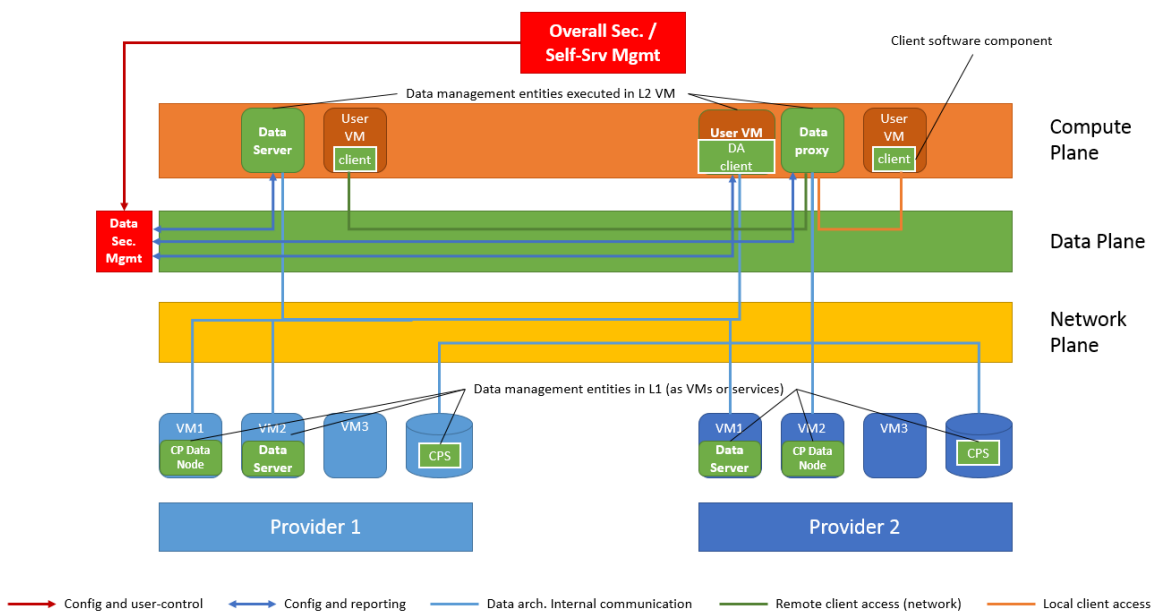 Overall Sec. /
Self-Srv Mgmt
Client software component
Data management entities executed in L2 VM
Data
Server
User
VM
client
User VM
DA
client
Data
proxy
User
VM
client
Compute
Plane
Data
Sec.
Mgmt
Data Plane
Network
Plane
Data management entities in L1 (as VMs or services)
VM1
CP Data
Node
VM2
Data
Server
VM3
CPS
VM1
Data
Server
VM2
CP Data
Node
VM3
CPS
Provider 1
Provider 2
Config and user-control
Config and reporting
Data arch. Internal communication
Remote client access (network)
Local client access